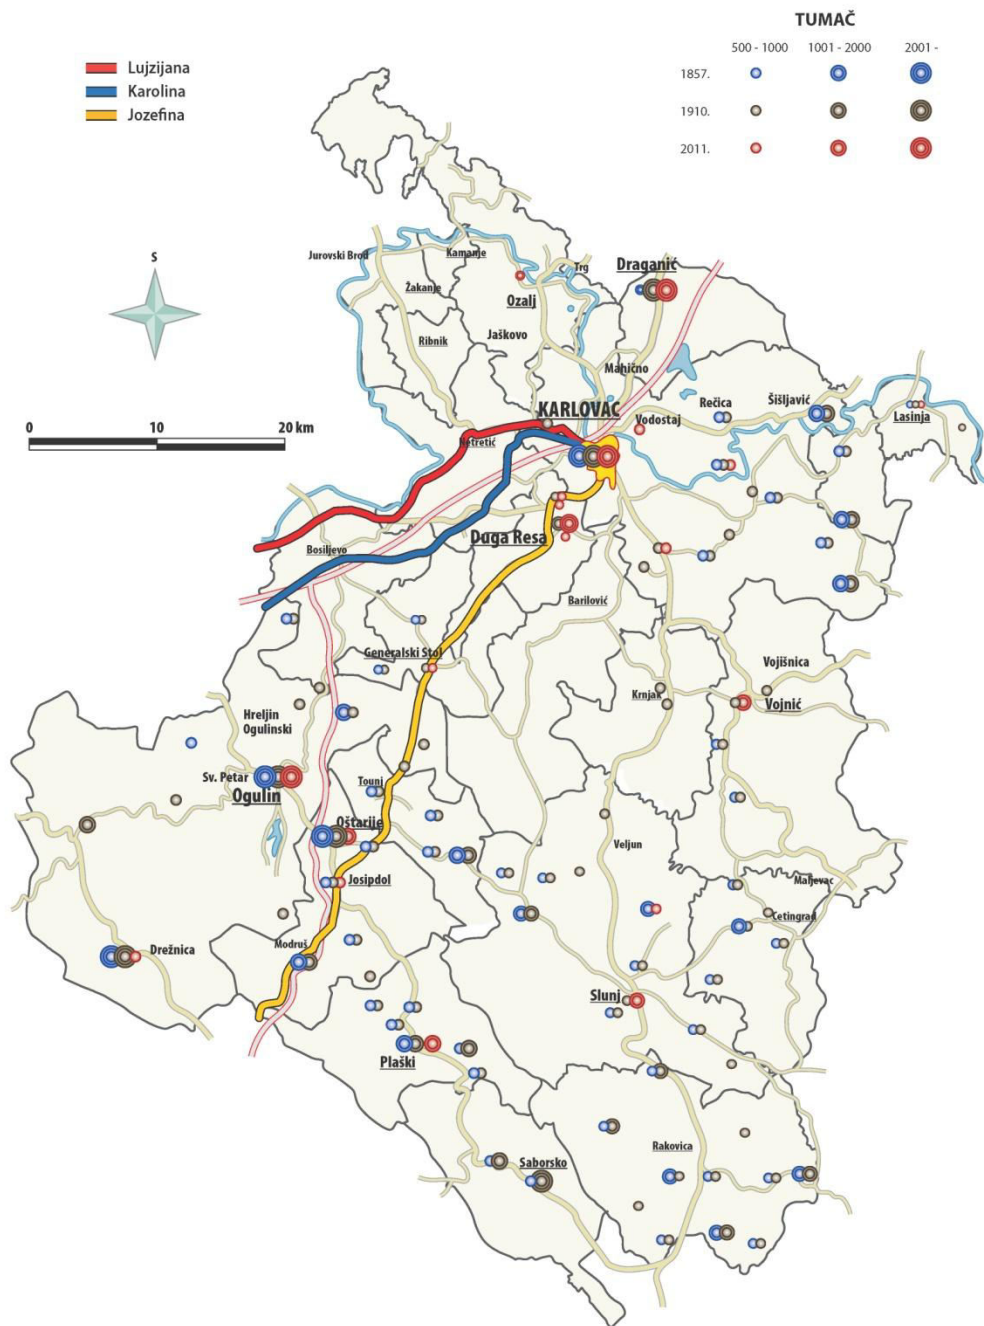 TUMAČ
500 - 1000
1001 - 2000
2001 -
1857.
1910.
2011.
Lujzijana
Karolina
Jozefina
S
0
10
20 km
Jurovski Brod
Kamanje
Trg
Draganić
Žakanje
Ozalj
Ribnik
Jaškovo
Mahično
KARLOVAC
Rečica
Šišljavić
Vodostaj
Lasinja
Netretić
Duga Resa
Bosiljevo
Barilović
Generalski Stol
Vojišnica
Krnjak
Vojnić
Hreljin
Ogulinski
Sv. Petar
Tounj
Ogulin
Oštarije
Veljun
Josipdol
Maljevac
Cetingrad
Modruš
Drežnica
Slunj
Plaški
Rakovica
Saborsko